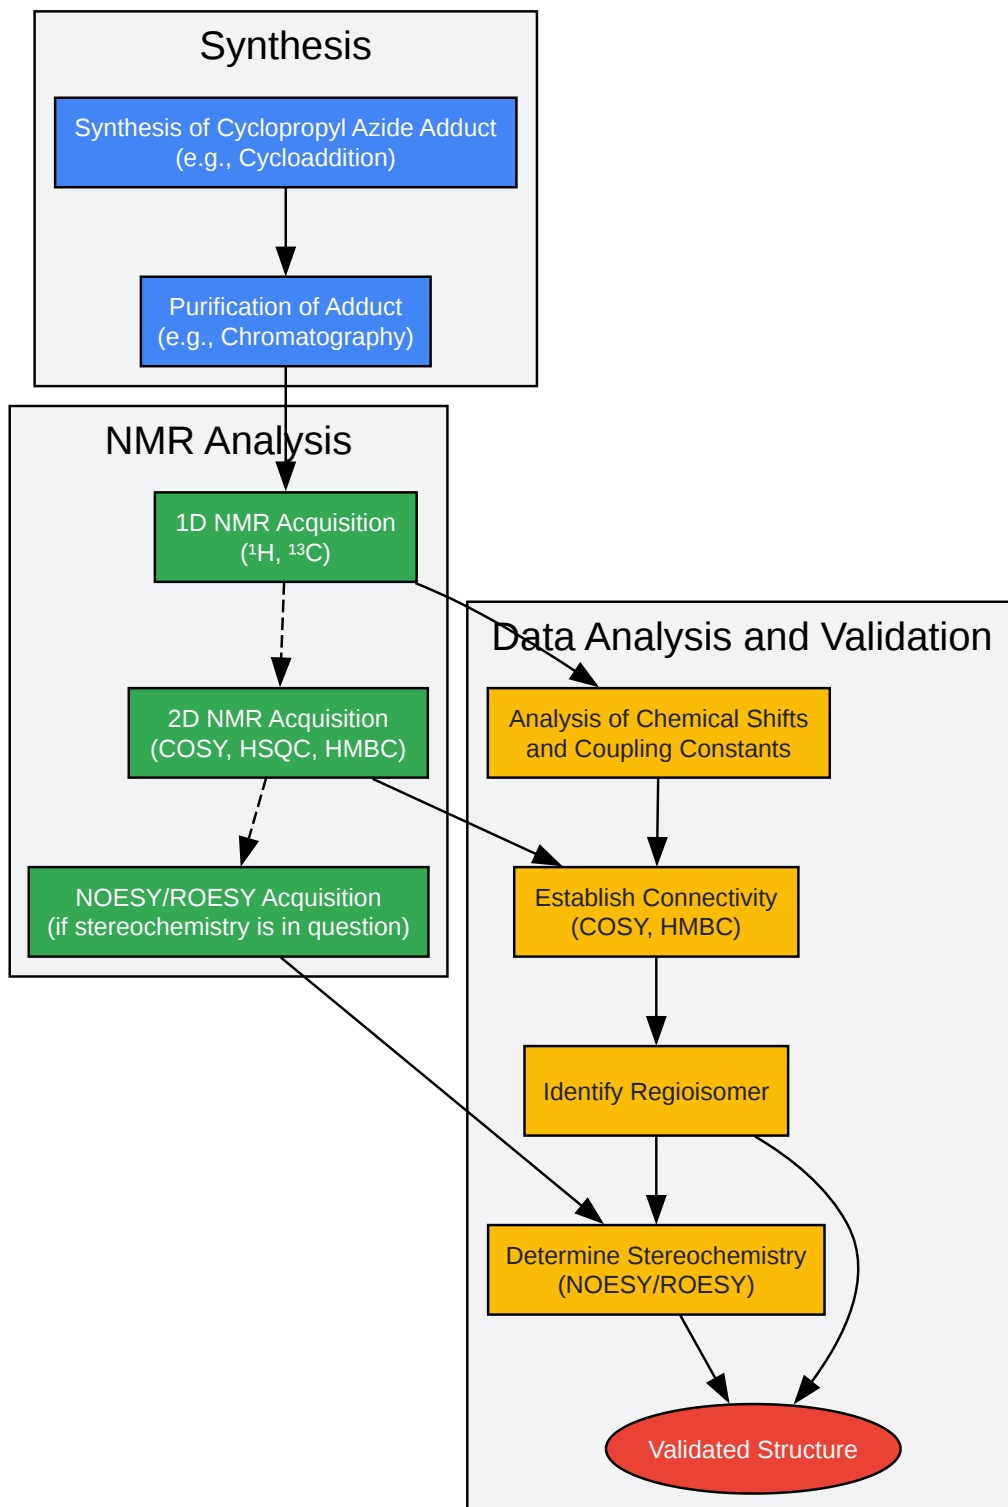 Synthesis
Synthesis of Cyclopropyl Azide Adduct
(e.g., Cycloaddition)
Purification of Adduct
(e.g., Chromatography)
NMR Analysis
1D NMR Acquisition
(¹H, ¹³C)
2D NMR Acquisition
(COSY, HSQC, HMBC)
NOESY/ROESY Acquisition
(if stereochemistry is in question)
Data Analysis and Validation
Analysis of Chemical Shifts
and Coupling Constants
Establish Connectivity
(COSY, HMBC)
Identify Regioisomer
Determine Stereochemistry
(NOESY/ROESY)
Validated Structure